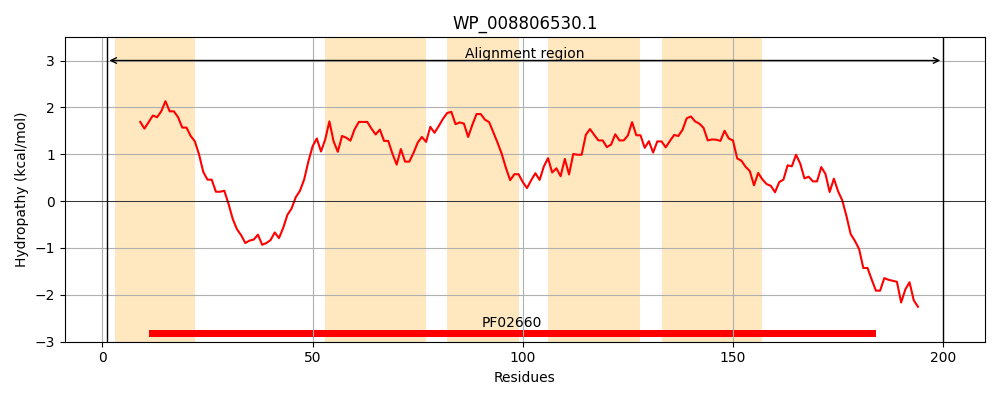 WP_008806530.1
Alignment region
3
2
1
0
−1
−2
−3
Hydropathy (kcal/mol)
PF02660
0 50 100 150 200
Residues